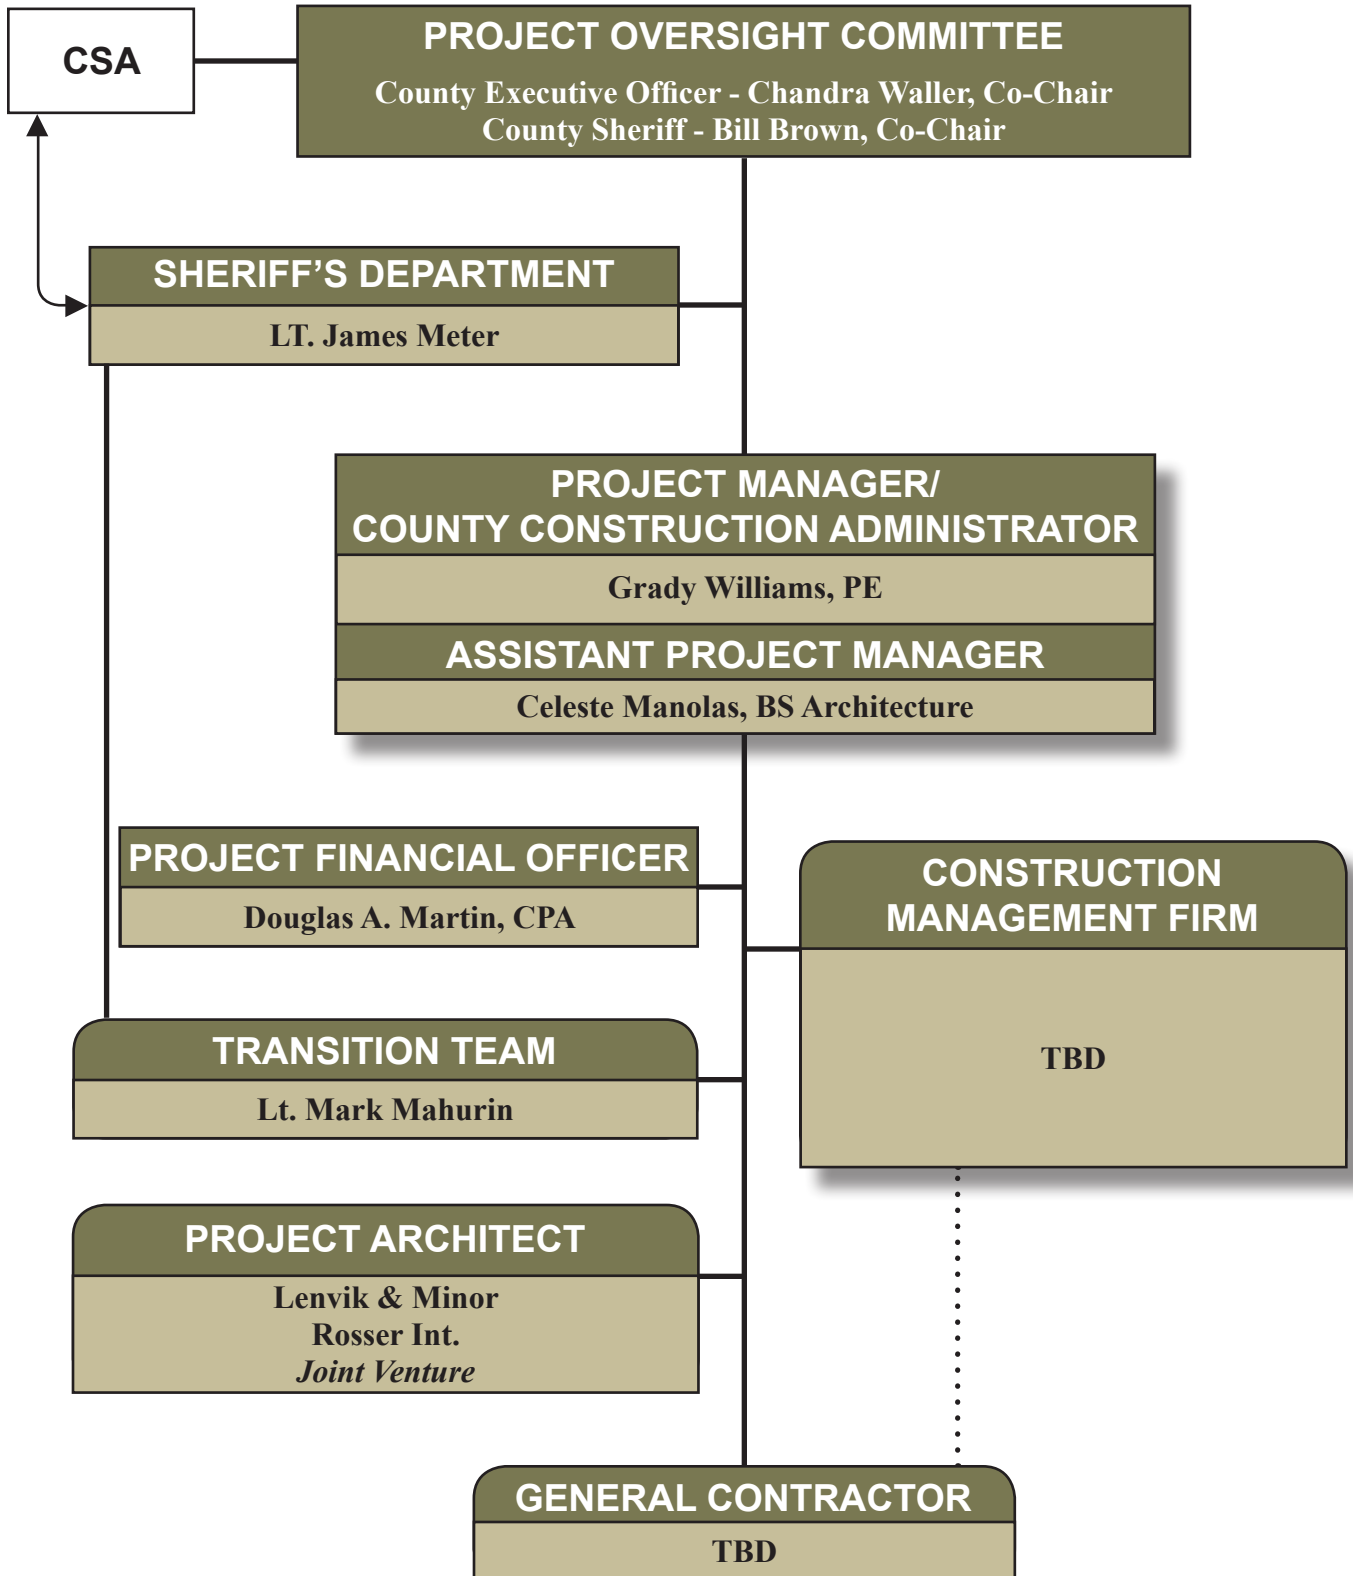 CSA
PROJECT OVERSIGHT COMMITTEE
County Executive Officer - Chandra Waller, Co-Chair
County Sheriff - Bill Brown, Co-Chair
SHERIFF’S DEPARTMENT
LT. James Meter
PROJECT MANAGER/
COUNTY CONSTRUCTION ADMINISTRATOR
Grady Williams, PE
ASSISTANT PROJECT MANAGER
Celeste Manolas, BS Architecture
PROJECT FINANCIAL OFFICER
Douglas A. Martin, CPA
CONSTRUCTION
MANAGEMENT FIRM
TBD
TRANSITION TEAM
Lt. Mark Mahurin
PROJECT ARCHITECT
Lenvik & Minor
Rosser Int.
Joint Venture
GENERAL CONTRACTOR
TBD